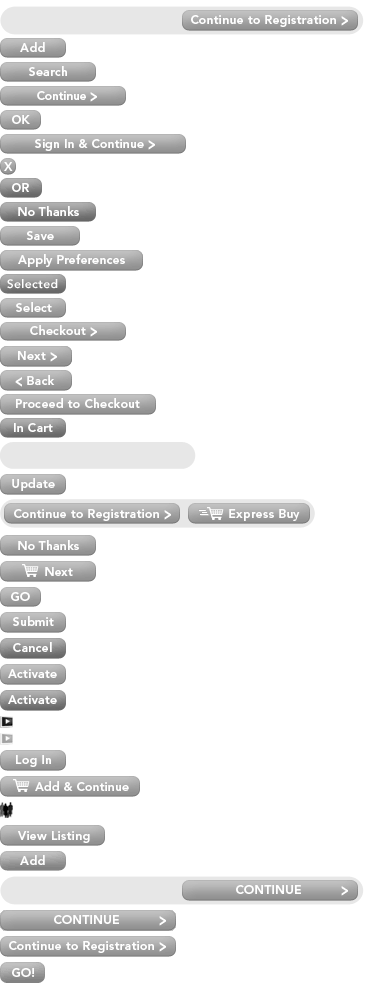 Continue to Registration >
Add
Search
Continue >
OK
Sign In & Continue >
X
OR
No Thanks
Save
Apply Preferences
Selected
Select
Checkout >
Next >
< Back
Proceed to Checkout
In Cart
Update
Continue to Registration > Express Buy
No Thanks
Next
GO
Submit
Cancel
Activate
Activate
Log In
Add & Continue
View Listing
Add
CONTINUE >
CONTINUE >
Continue to Registration >
GO!